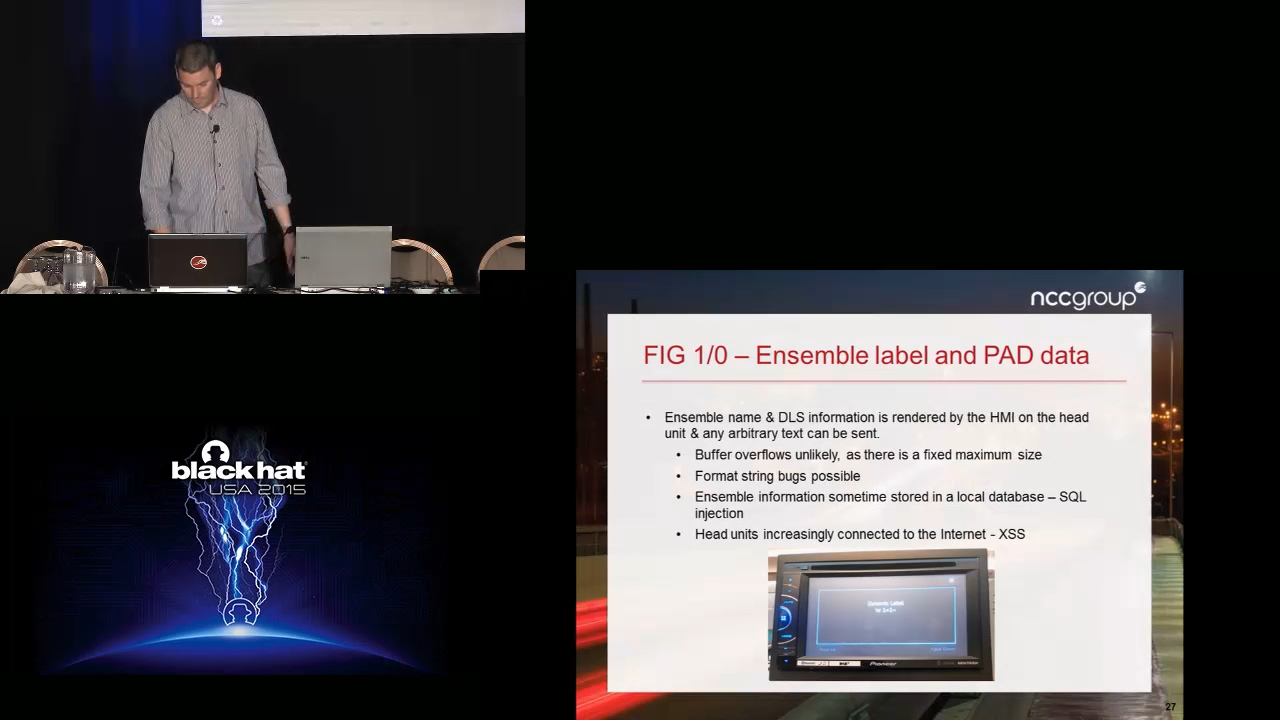 nccgroup
FIG 1/0 – Ensemble label and PAD data
• Ensemble name & DLS information is rendered by the HMI on the head
unit & any arbitrary text can be sent.
• Buffer overflows unlikely, as there is a fixed maximum size
• Format string bugs possible
• Ensemble information sometime stored in a local database – SQL
injection
• Head units increasingly connected to the Internet - XSS
Dynamic Label
Pioneer
27
black hat
USA 2015